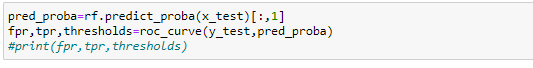 pred_proba=rf.predict_proba(x_test)[:,1]
fpr,tpr,thresholds=roc_curve(y_test,pred_proba)
#print(fpr,tpr,thresholds)